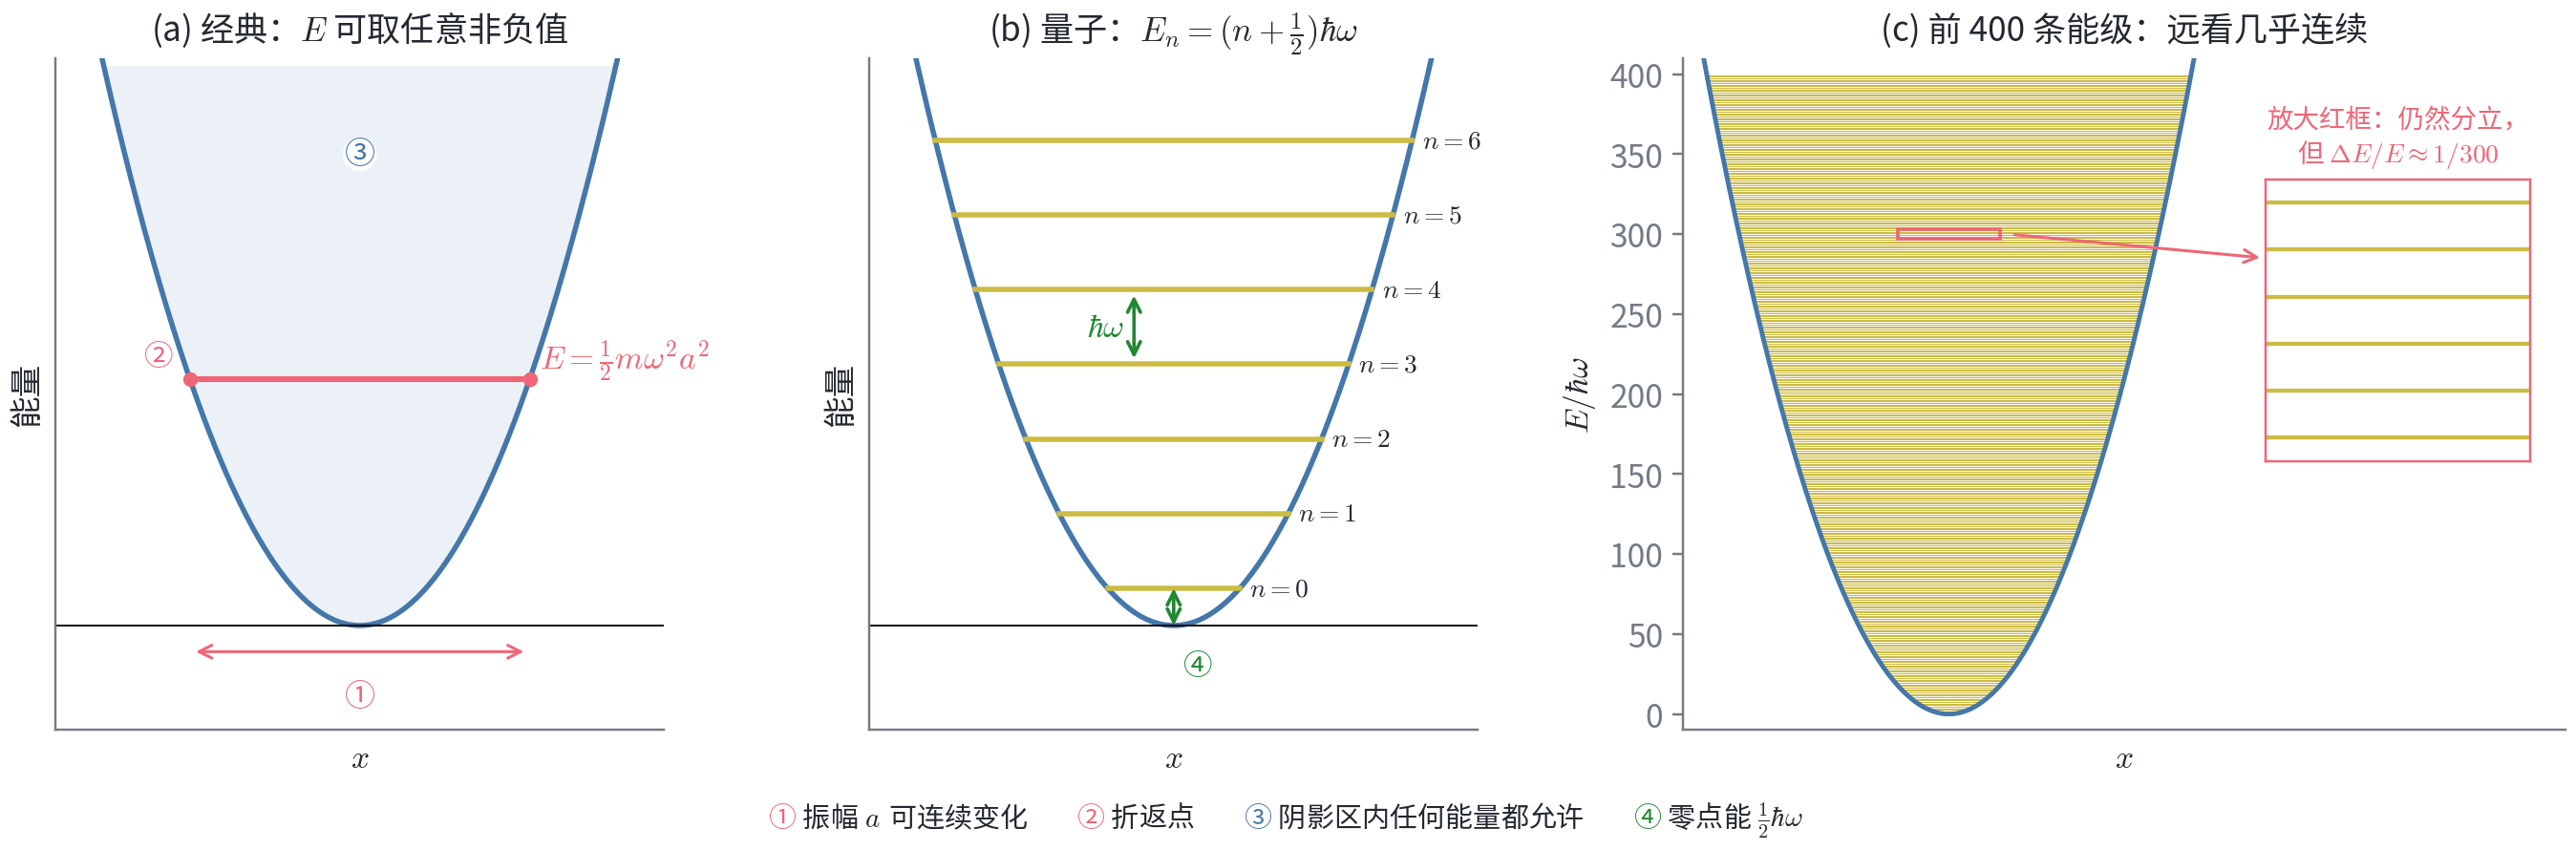 (a) 经典：E 可取任意非负值
能量
③
②
E = ½mω²a²
①
x
(b) 量子：Eₙ = (n + ½)ħω
能量
n = 6
n = 5
n = 4
ħω
n = 3
n = 2
n = 1
n = 0
④
x
(c) 前 400 条能级：远看几乎连续
E/ħω
400
350
300
250
200
150
100
50
0
放大红框：仍然分立，
但 ΔE/E ≈ 1/300
x
① 振幅 a 可连续变化 ② 折返点 ③ 阴影区内任何能量都允许 ④ 零点能 ½ħω